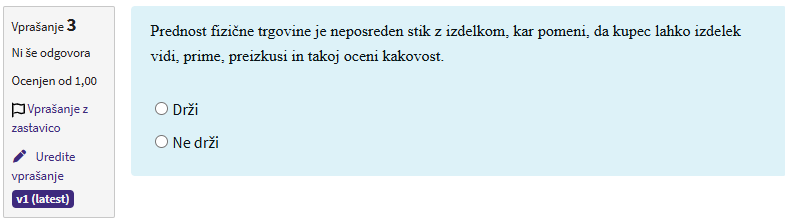 Vprašanje 3
Ni še odgovora
Ocenjen od 1,00
Vprašanje z
zastavico
Uredite
vprašanje
v1 (latest)
Prednost fizične trgovine je neposreden stik z izdelkom, kar pomeni, da kupec lahko izdelek
vidi, prime, preizkusi in takoj oceni kakovost.
Drži
Ne drži